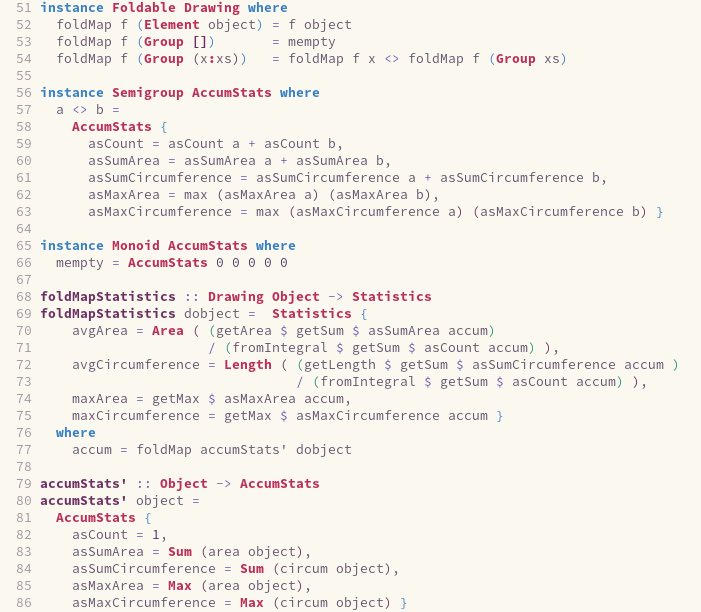 51 instance Foldable Drawing where
52   foldMap f (Element object) = f object
53   foldMap f (Group [])       = mempty
54   foldMap f (Group (x:xs))   = foldMap f x <> foldMap f (Group xs)
55
56 instance Semigroup AccumStats where
57   a <> b =
58     AccumStats {
59       asCount = asCount a + asCount b,
60       asSumArea = asSumArea a + asSumArea b,
61       asSumCircumference = asSumCircumference a + asSumCircumference b,
62       asMaxArea = max (asMaxArea a) (asMaxArea b),
63       asMaxCircumference = max (asMaxCircumference a) (asMaxCircumference b) }
64
65 instance Monoid AccumStats where
66   mempty = AccumStats 0 0 0 0 0
67
68 foldMapStatistics :: Drawing Object -> Statistics
69 foldMapStatistics dobject =  Statistics {
70     avgArea = Area ( (getArea $ getSum $ asSumArea accum)
71                      / (fromIntegral $ getSum $ asCount accum) ),
72     avgCircumference = Length ( (getLength $ getSum $ asSumCircumference accum )
73                                 / (fromIntegral $ getSum $ asCount accum) ),
74     maxArea = getMax $ asMaxArea accum,
75     maxCircumference = getMax $ asMaxCircumference accum }
76   where
77     accum = foldMap accumStats' dobject
78
79 accumStats' :: Object -> AccumStats
80 accumStats' object =
81   AccumStats {
82     asCount = 1,
83     asSumArea = Sum (area object),
84     asSumCircumference = Sum (circum object),
85     asMaxArea = Max (area object),
86     asMaxCircumference = Max (circum object) }